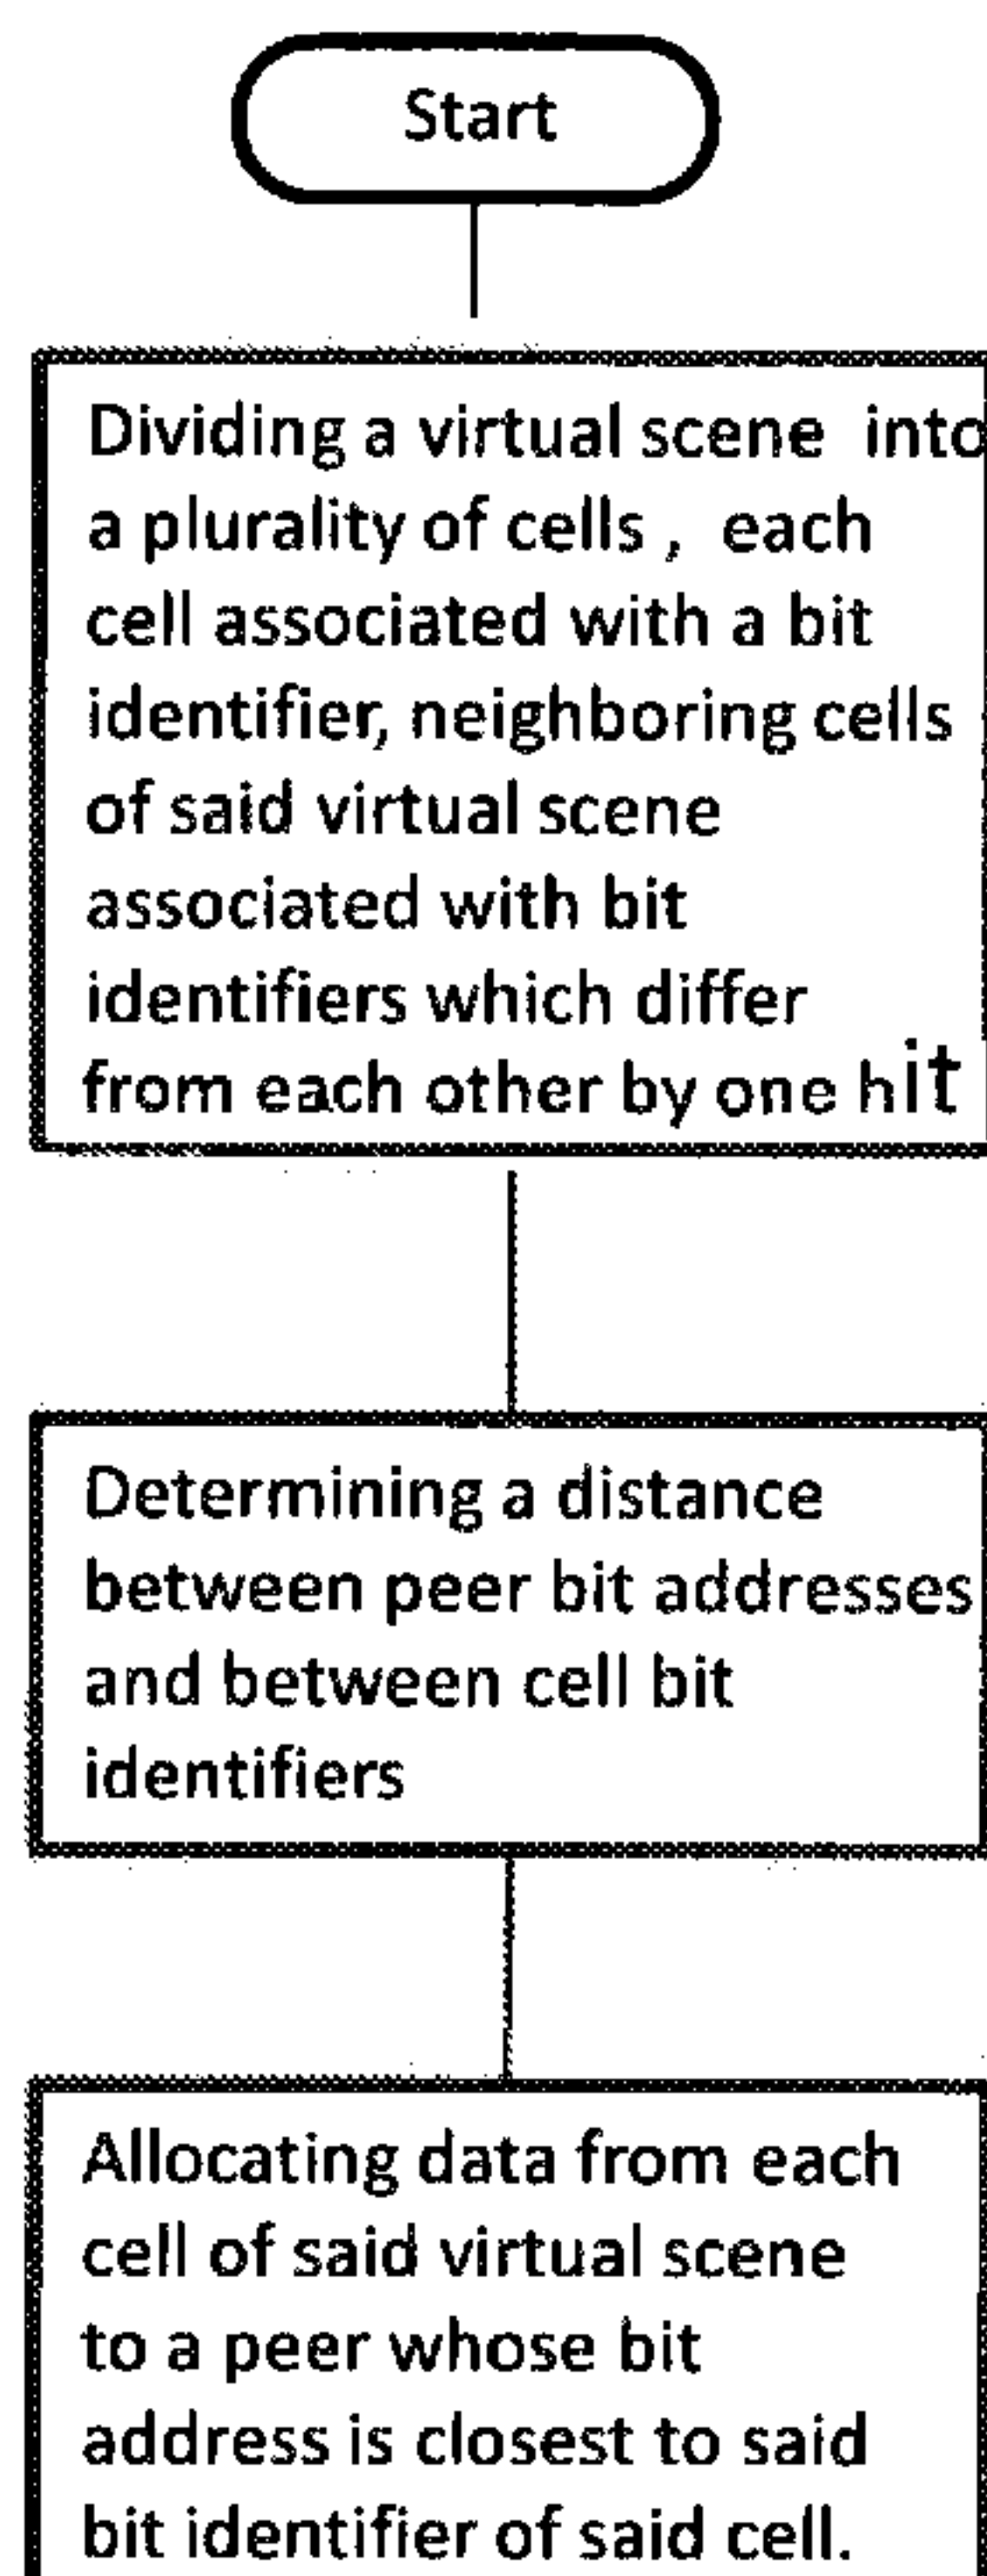 Start
Dividing a virtual scene into
a plurality of cells , each
cell associated with a bit
identifier, neighboring cells
of said virtual scene
associated with bit
identifiers which differ
from each other by one hit
Determining a distance
between peer bit addresses
and between cell bit
identifiers
Allocating data from each
cell of said virtual scene
to a peer whose bit
address is closest to said
bit identifier of said cell.